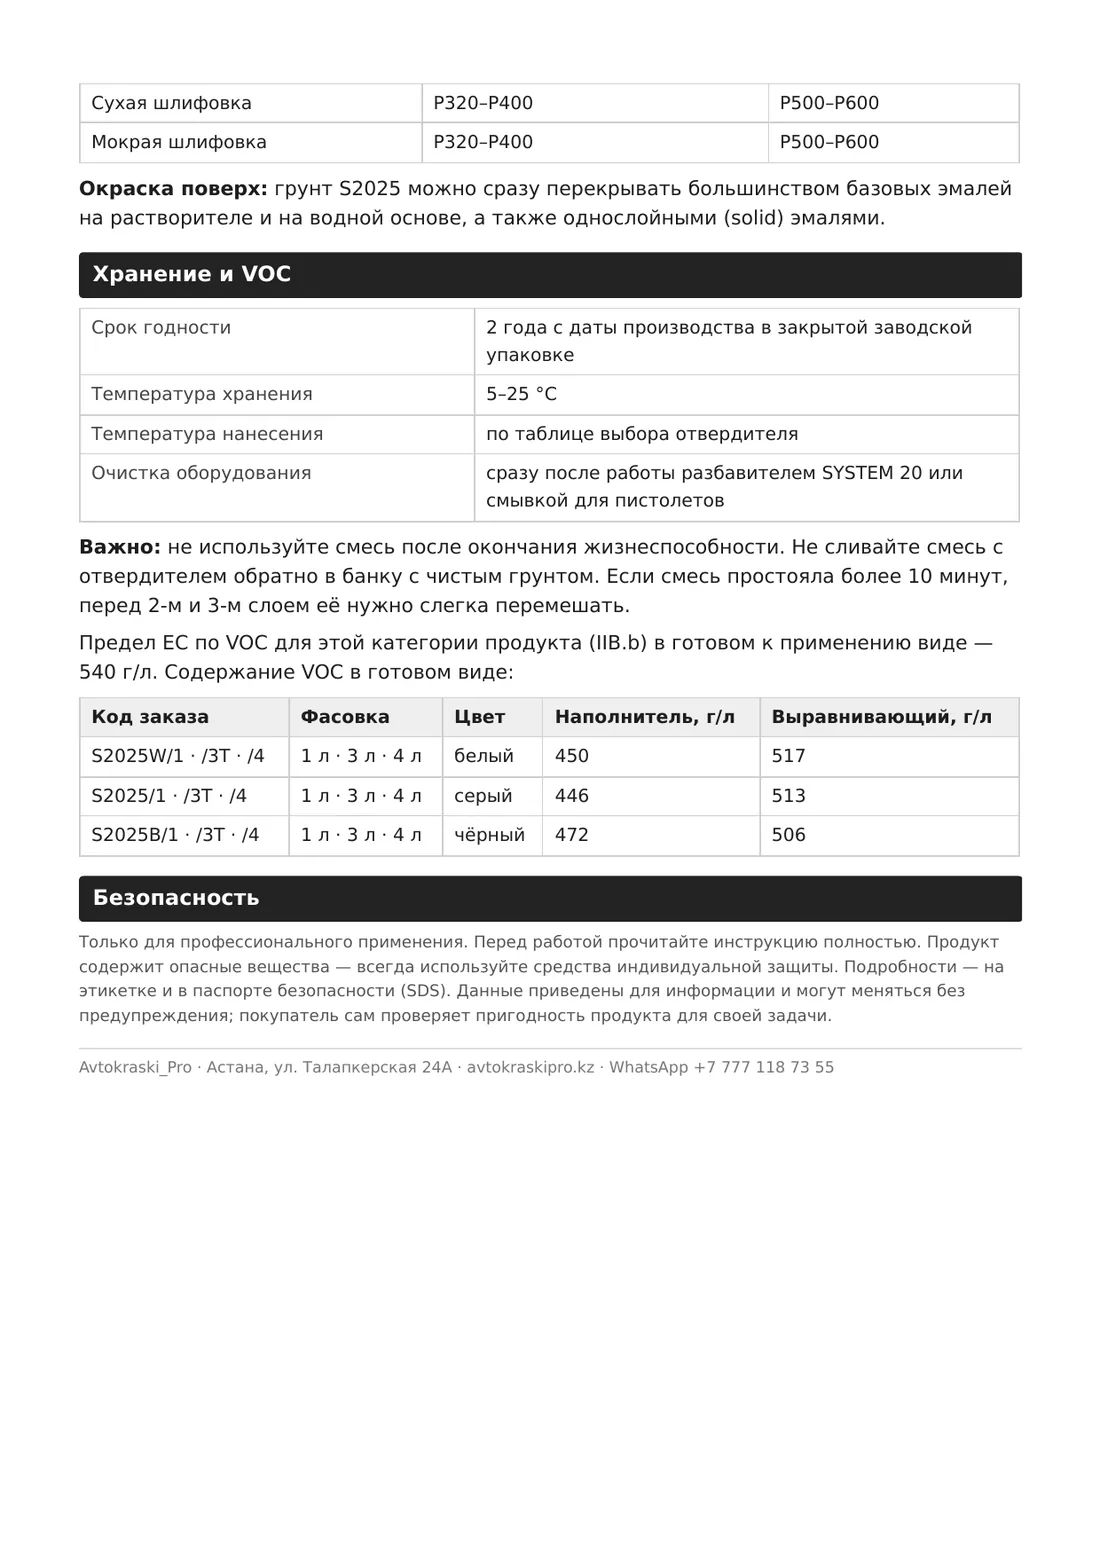 Сухая шлифовка P320–P400 P500–P600
Мокрая шлифовка P320–P400 P500–P600
Окраска поверх: грунт S2025 можно сразу перекрывать большинством базовых эмалей
на растворителе и на водной основе, а также однослойными (solid) эмалями.
Хранение и VOC
Срок годности 2 года с даты производства в закрытой заводской
упаковке
Температура хранения 5–25 °C
Температура нанесения по таблице выбора отвердителя
Очистка оборудования сразу после работы разбавителем SYSTEM 20 или
смывкой для пистолетов
Важно: не используйте смесь после окончания жизнеспособности. Не сливайте смесь с
отвердителем обратно в банку с чистым грунтом. Если смесь простояла более 10 минут,
перед 2-м и 3-м слоем её нужно слегка перемешать.
Предел ЕС по VOC для этой категории продукта (IIB.b) в готовом к применению виде —
540 г/л. Содержание VOC в готовом виде:
Код заказа Фасовка Цвет Наполнитель, г/л Выравнивающий, г/л
S2025W/1 · /3T · /4 1 л · 3 л · 4 л белый 450 517
S2025/1 · /3T · /4 1 л · 3 л · 4 л серый 446 513
S2025B/1 · /3T · /4 1 л · 3 л · 4 л чёрный 472 506
Безопасность
Только для профессионального применения. Перед работой прочитайте инструкцию полностью. Продукт
содержит опасные вещества — всегда используйте средства индивидуальной защиты. Подробности — на
этикетке и в паспорте безопасности (SDS). Данные приведены для информации и могут меняться без
предупреждения; покупатель сам проверяет пригодность продукта для своей задачи.
Avtokraski_Pro · Астана, ул. Талапкерская 24А · avtokraskipro.kz · WhatsApp +7 777 118 73 55